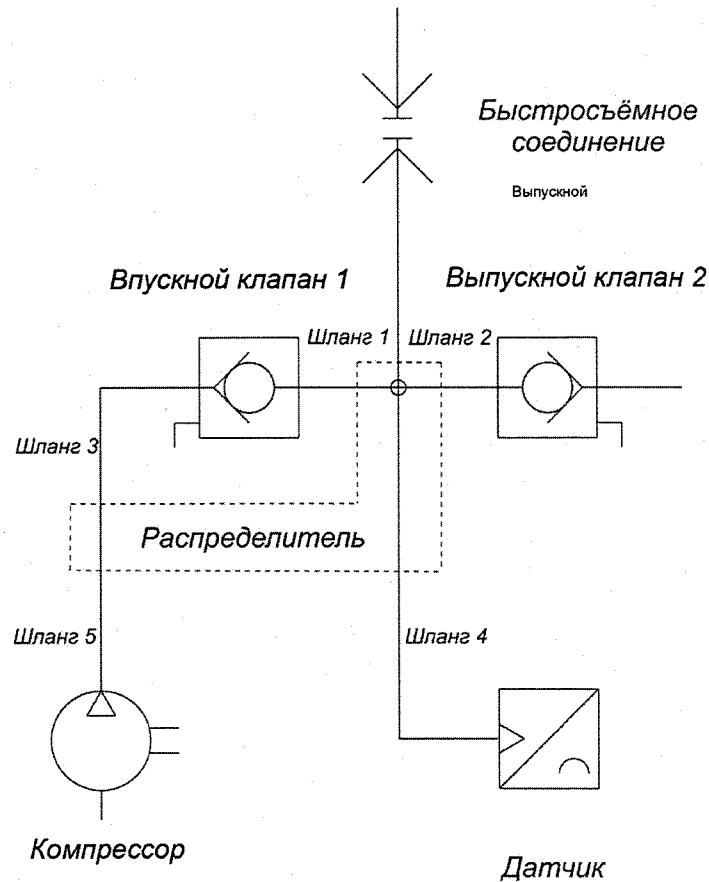 Быстросъёмное
соединение
Выпускной
Впускной клапан 1
Выпускной клапан 2
Шланг 1
Шланг 2
Шланг 3
Распределитель
Шланг 5
Шланг 4
Компрессор
Датчик